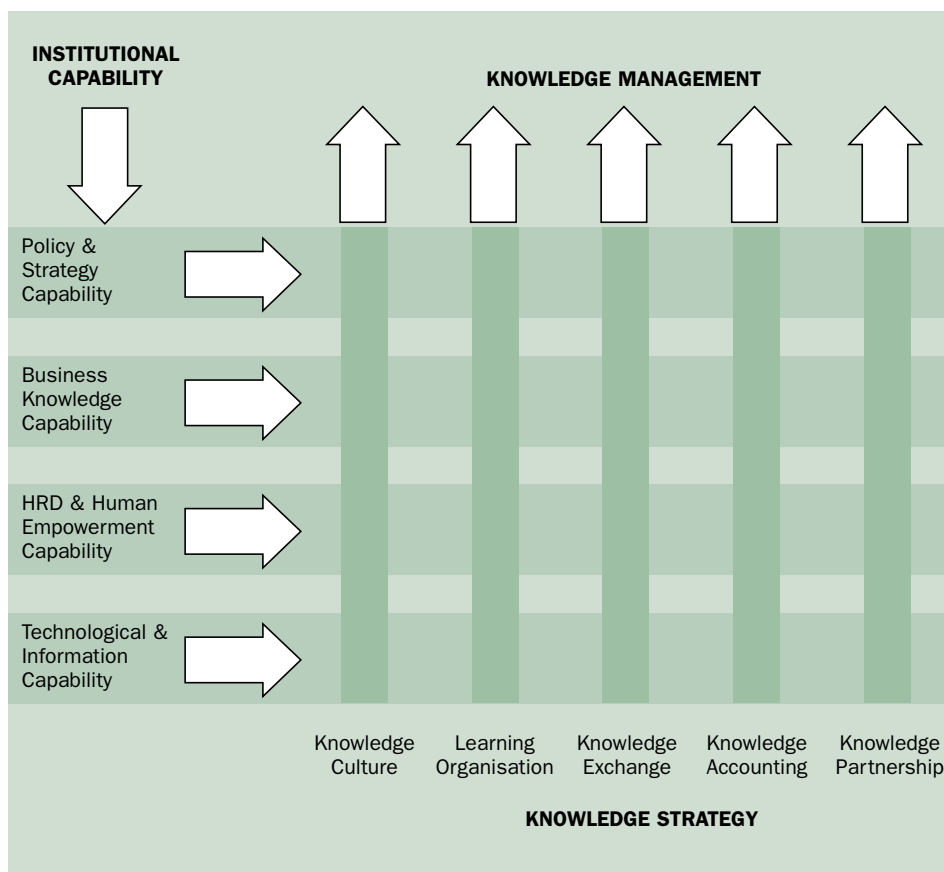 INSTITUTIONAL
CAPABILITY
KNOWLEDGE MANAGEMENT
Policy &
Strategy
Capability
Business
Knowledge
Capability
HRD & Human
Empowerment
Capability
Technological &
Information
Capability
Knowledge
Culture
Learning
Organisation
Knowledge
Exchange
Knowledge
Accounting
Knowledge
Partnership
KNOWLEDGE STRATEGY